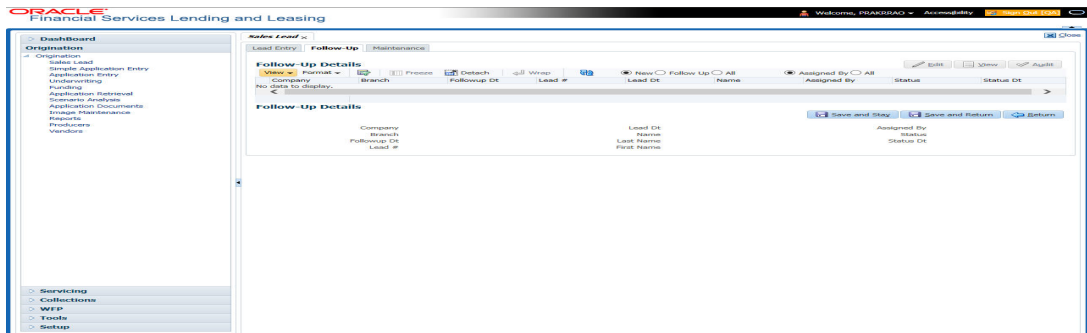 ORACLE
Financial Services Lending and Leasing
Welcome, PRAKRRAO
Accessibility
Sign Out [QA]
DashBoard
Origination
Origination
Sales Lead
Simple Application Entry
Application Entry
Underwriting
Funding
Application Retrieval
Scenario Analysis
Application Documents
Image Maintenance
Reports
Producers
Vendors
Servicing
Collections
WFP
Tools
Setup
Sales Lead x
Close
Lead Entry Follow-Up Maintenance
Follow-Up Details
Edit View Audit
View Format Freeze Detach Wrap New Follow Up All Assigned By All
Company Branch Followup Dt Lead # Lead Dt Name Assigned By Status Status Dt
No data to display.
Follow-Up Details
Save and Stay Save and Return Return
Company Lead Dt Assigned By
Branch Name Status
Followup Dt Last Name Status Dt
Lead # First Name